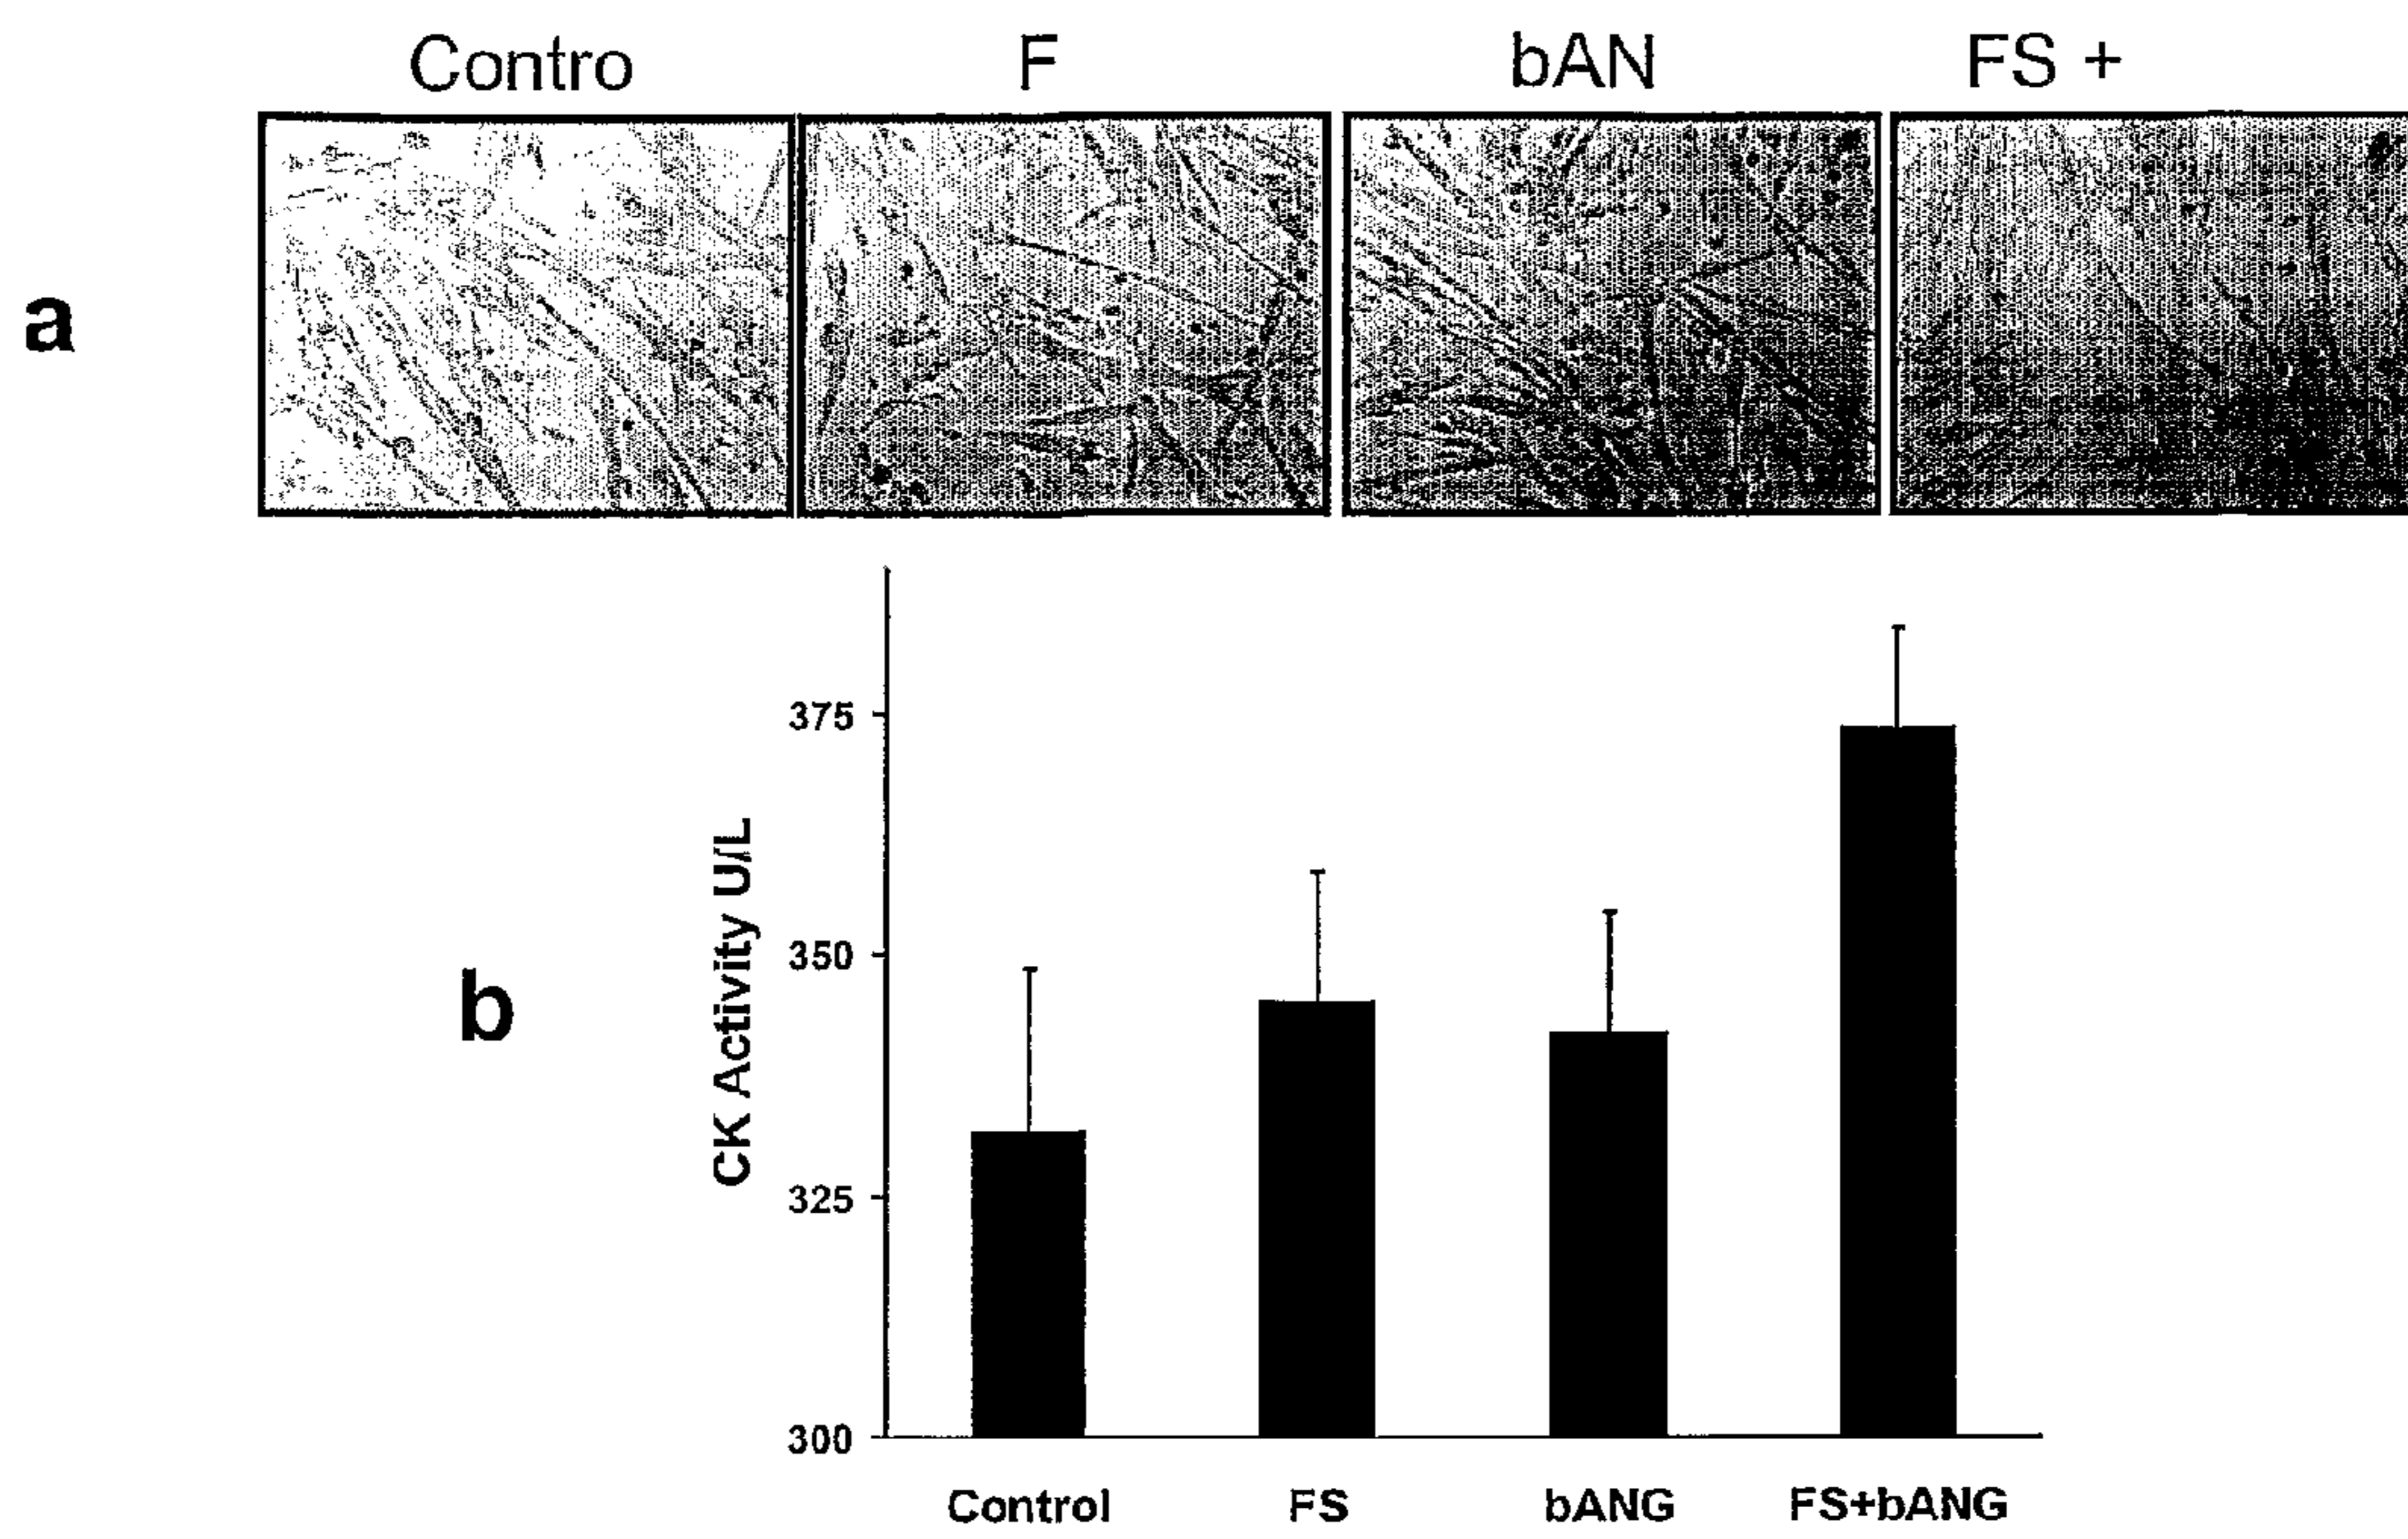 Contro F bAN FS +
a
b
CK Activity U/L
375
350
325
300
Control FS bANG FS+bANG